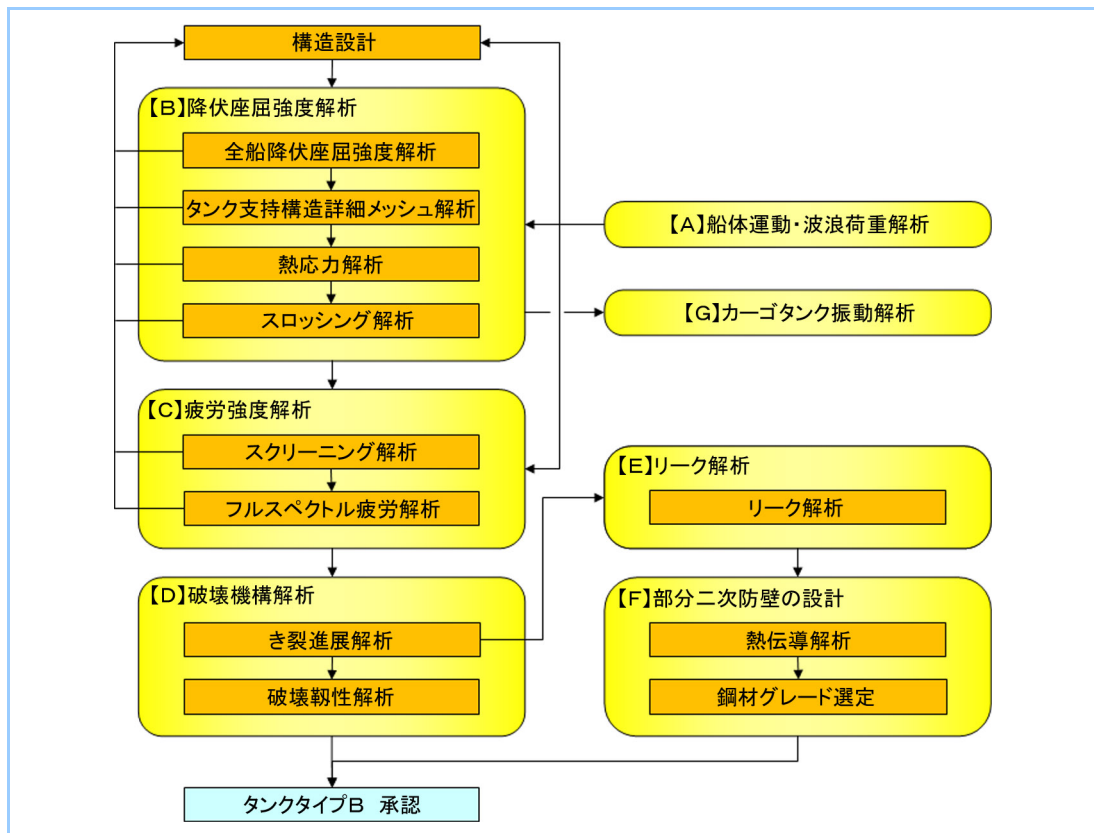 構造設計
【B】降伏座屈強度解析
全船降伏座屈強度解析
タンク支持構造詳細メッシュ解析
熱応力解析
スロッシング解析
【A】船体運動・波浪荷重解析
【G】カーゴタンク振動解析
【C】疲労強度解析
スクリーニング解析
フルスペクトル疲労解析
【E】リーク解析
リーク解析
【D】破壊機構解析
き裂進展解析
破壊靱性解析
【F】部分二次防壁の設計
熱伝導解析
鋼材グレード選定
タンクタイプB 承認